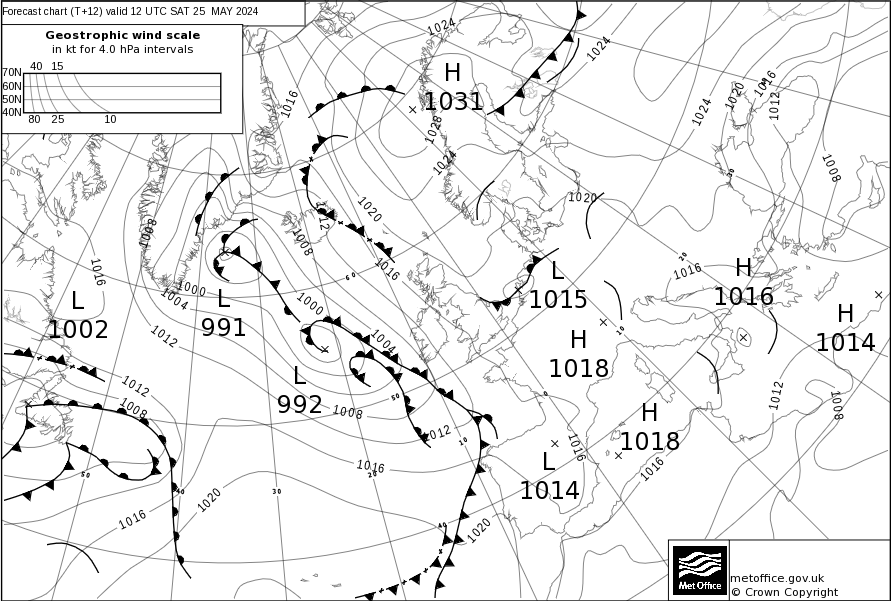 Forecast chart (T+12) valid 12 UTC SAT 25 MAY 2024
Geostrophic wind scale
in kt for 4.0 hPa intervals
40 15
70N
60N
50N
40N
80 25 10
1024
1024
H
1031
1016
1028
1024
1024
1020
1016
1012
1008
1020
1020
1012
1008
1008
1016
1016
60
1016
20
30
H
1016
L
1015
L
1002
1000
1004
L
991
1000
1004
1012
H
1018
10
H
1014
L
992
1012
1008
1008
50
0
1012
1008
H
1018
1012
10
1016
1016
20
L
1014
1016
50
40
30
1020
1016
40
1020
Met Office
metoffice.gov.uk
© Crown Copyright